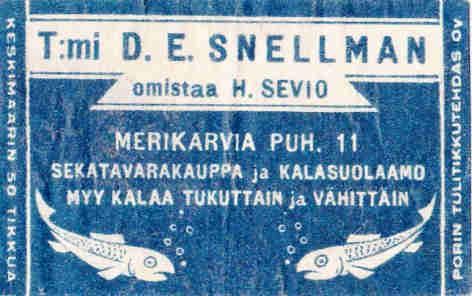 T:mi D. E. SNELLMAN
omistaa H. SEVIO
MERIKARVIA PUH. 11
SEKATAVARAKAUPPA ja KALASUOLAAMO
MYY KALAA TUKUTTAIN ja VÄHITTÄIN
KESKIMÄÄRIN 50 TIKKUA
PORIN TULITIKKUTEHDAS OY